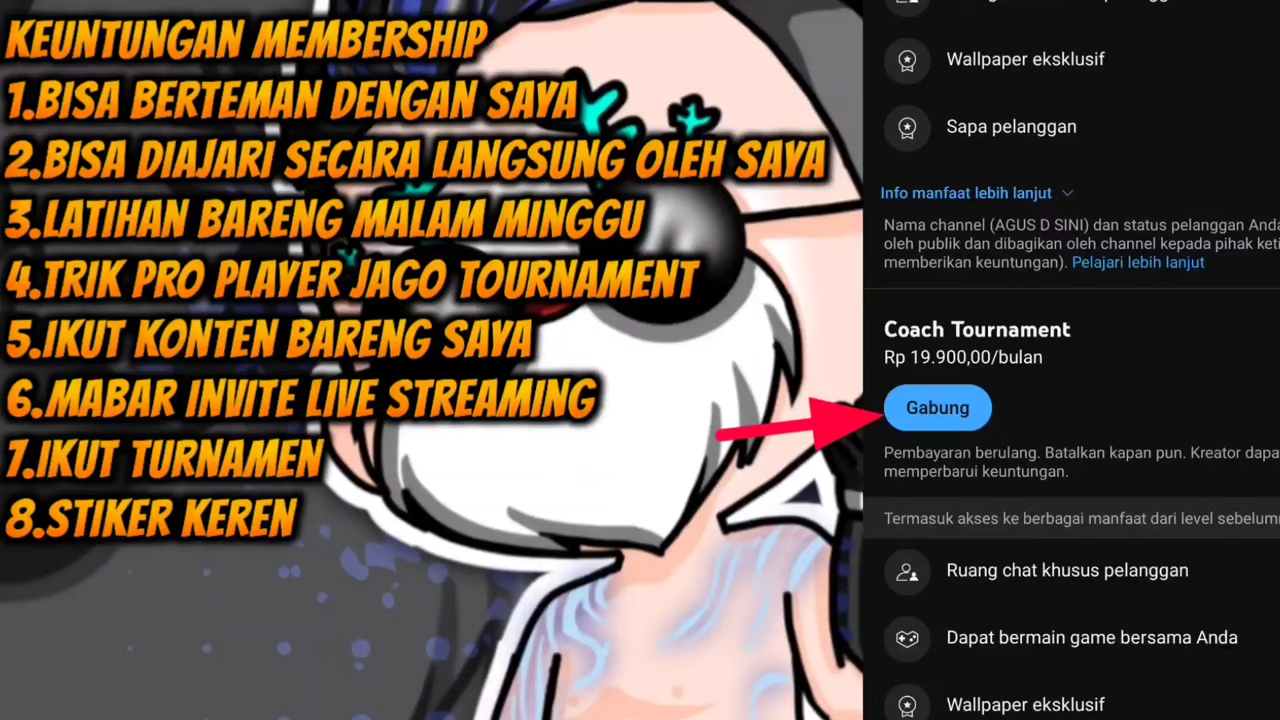 KEUNTUNGAN MEMBERSHIP
1.BISA BERTEMAN DENGAN SAYA
2.BISA DIAJARI SECARA LANGSUNG OLEH SAYA
3.LATIHAN BARENG MALAM MINGGU
4.TRIK PRO PLAYER JAGO TOURNAMENT
5.IKUT KONTEN BARENG SAYA
6.MABAR INVITE LIVE STREAMING
7.IKUT TURNAMEN
8.STIKER KEREN
Wallpaper eksklusif
Sapa pelanggan
Info manfaat lebih lanjut
Nama channel (AGUS D SINI) dan status pelanggan Anda
oleh publik dan dibagikan oleh channel kepada pihak
memberikan keuntungan). Pelajari lebih lanjut
Coach Tournament
Rp 19.900,00/bulan
Gabung
Pembayaran berulang. Batalkan kapan pun. Kreator
memperbarui keuntungan.
Termasuk akses ke berbagai manfaat dari level
Ruang chat khusus pelanggan
Dapat bermain game bersama Anda
Wallpaper eksklusif